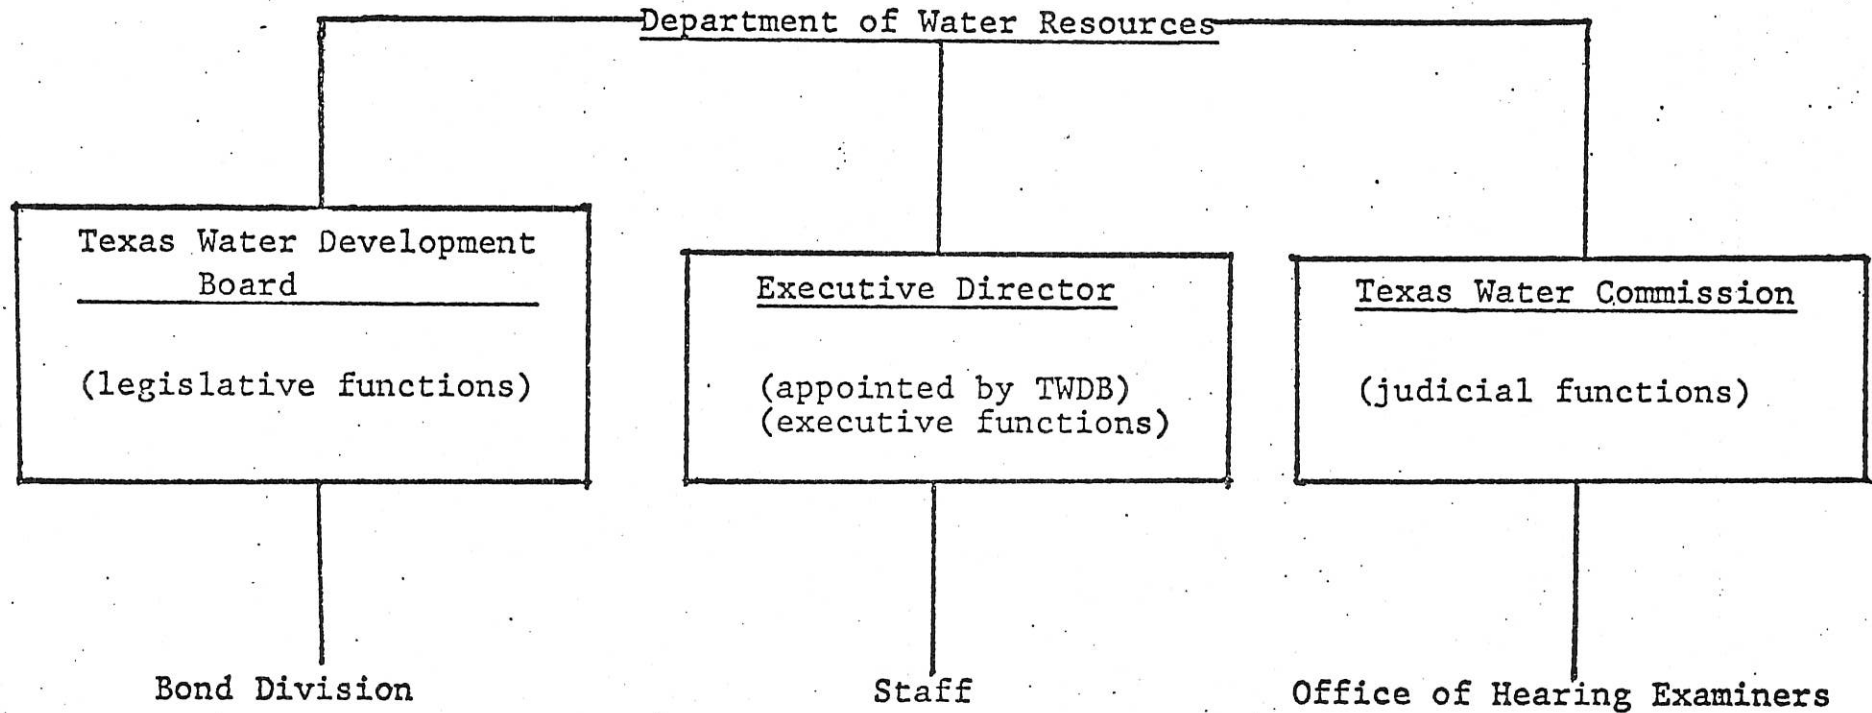 Department of Water Resources
Texas Water Development
Board
(legislative functions)
Executive Director
(appointed by TWDB)
(executive functions)
Texas Water Commission
(judicial functions)
Bond Division
Staff
Office of Hearing Examiners